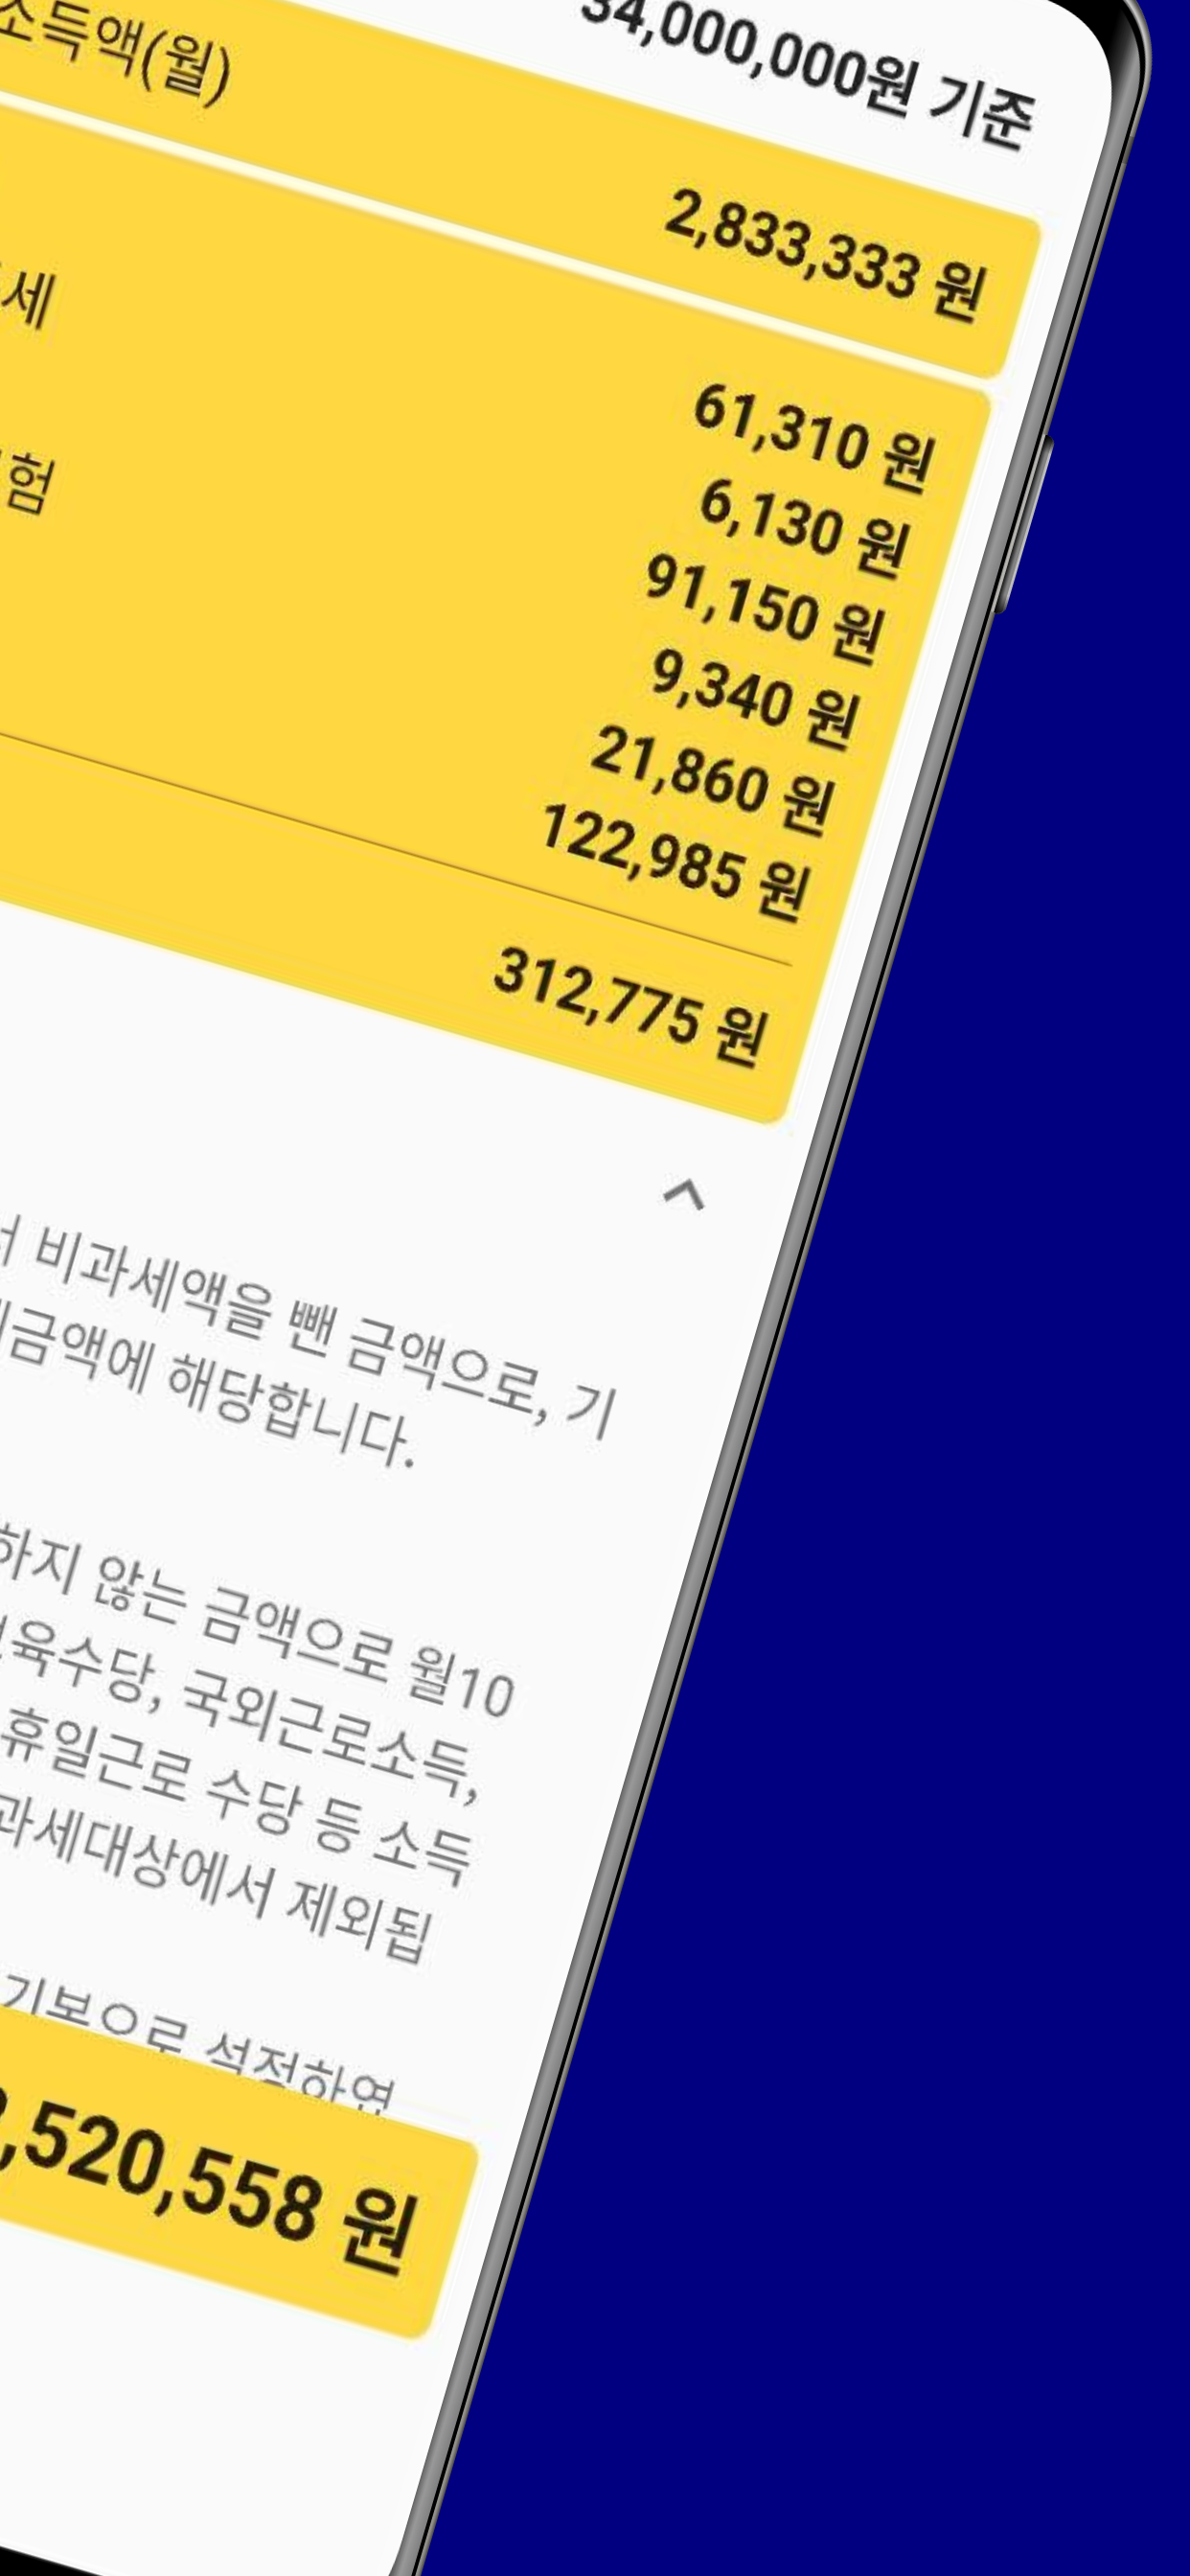 34,000,000원 기준
소득액(월)
2,833,333 원
세
61,310 원
6,130 원
험
91,150 원
9,340 원
21,860 원
122,985 원
312,775 원
비과세액을 뺀 금액으로, 기
금액에 해당합니다.
하지 않는 금액으로 월10
육수당, 국외근로소득,
휴일근로 수당 등 소득
과세대상에서 제외됩
기본으로 설정하였
,520,558 원